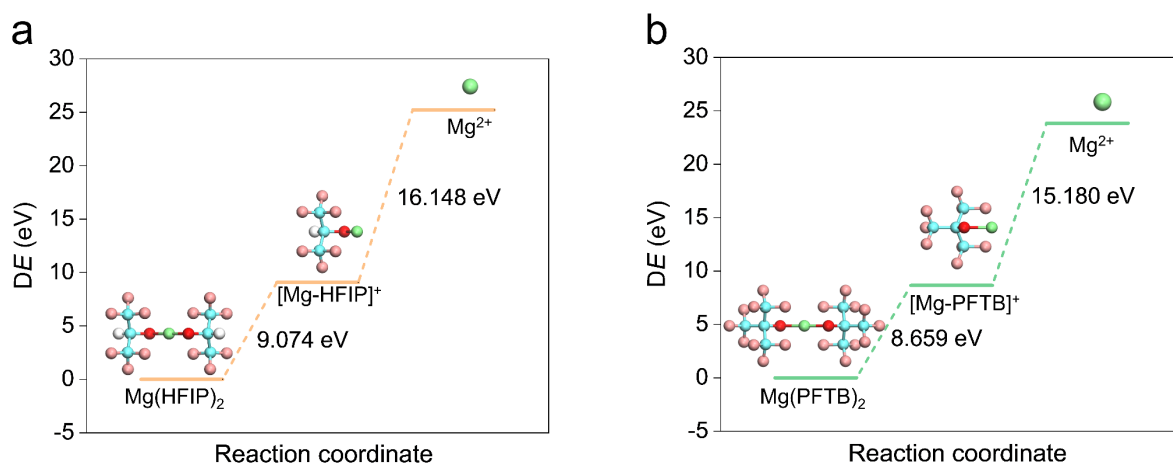 a
30
25
20
15
10
5
0
-5
DE (eV)
Mg²⁺
16.148 eV
[Mg-HFIP]⁺
9.074 eV
Mg(HFIP)₂
Reaction coordinate
b
30
25
20
15
10
5
0
-5
DE (eV)
Mg²⁺
15.180 eV
[Mg-PFTB]⁺
8.659 eV
Mg(PFTB)₂
Reaction coordinate